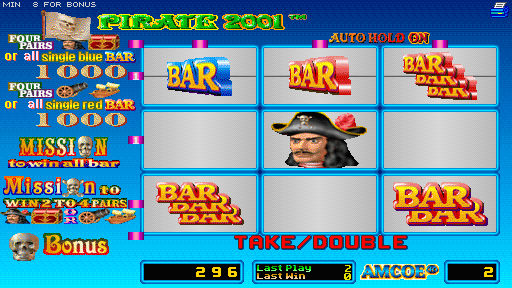 MIN 8 FOR BONUS
PIRATE 2001™
AUTO HOLD ON
FOUR
PAIRS
or all single blue BAR
1000
FOUR
PAIRS
or all single red BAR
1000
MISSION
to win all bar
Mission to
WIN 2 TO 4 PAIRS
OR
Bonus
BAR
BAR
BAR
BAR
BAR
BAR
BAR
BAR
BAR
BAR
TAKE/DOUBLE
296
Last Play 2
Last Win 0
AMCOE
2